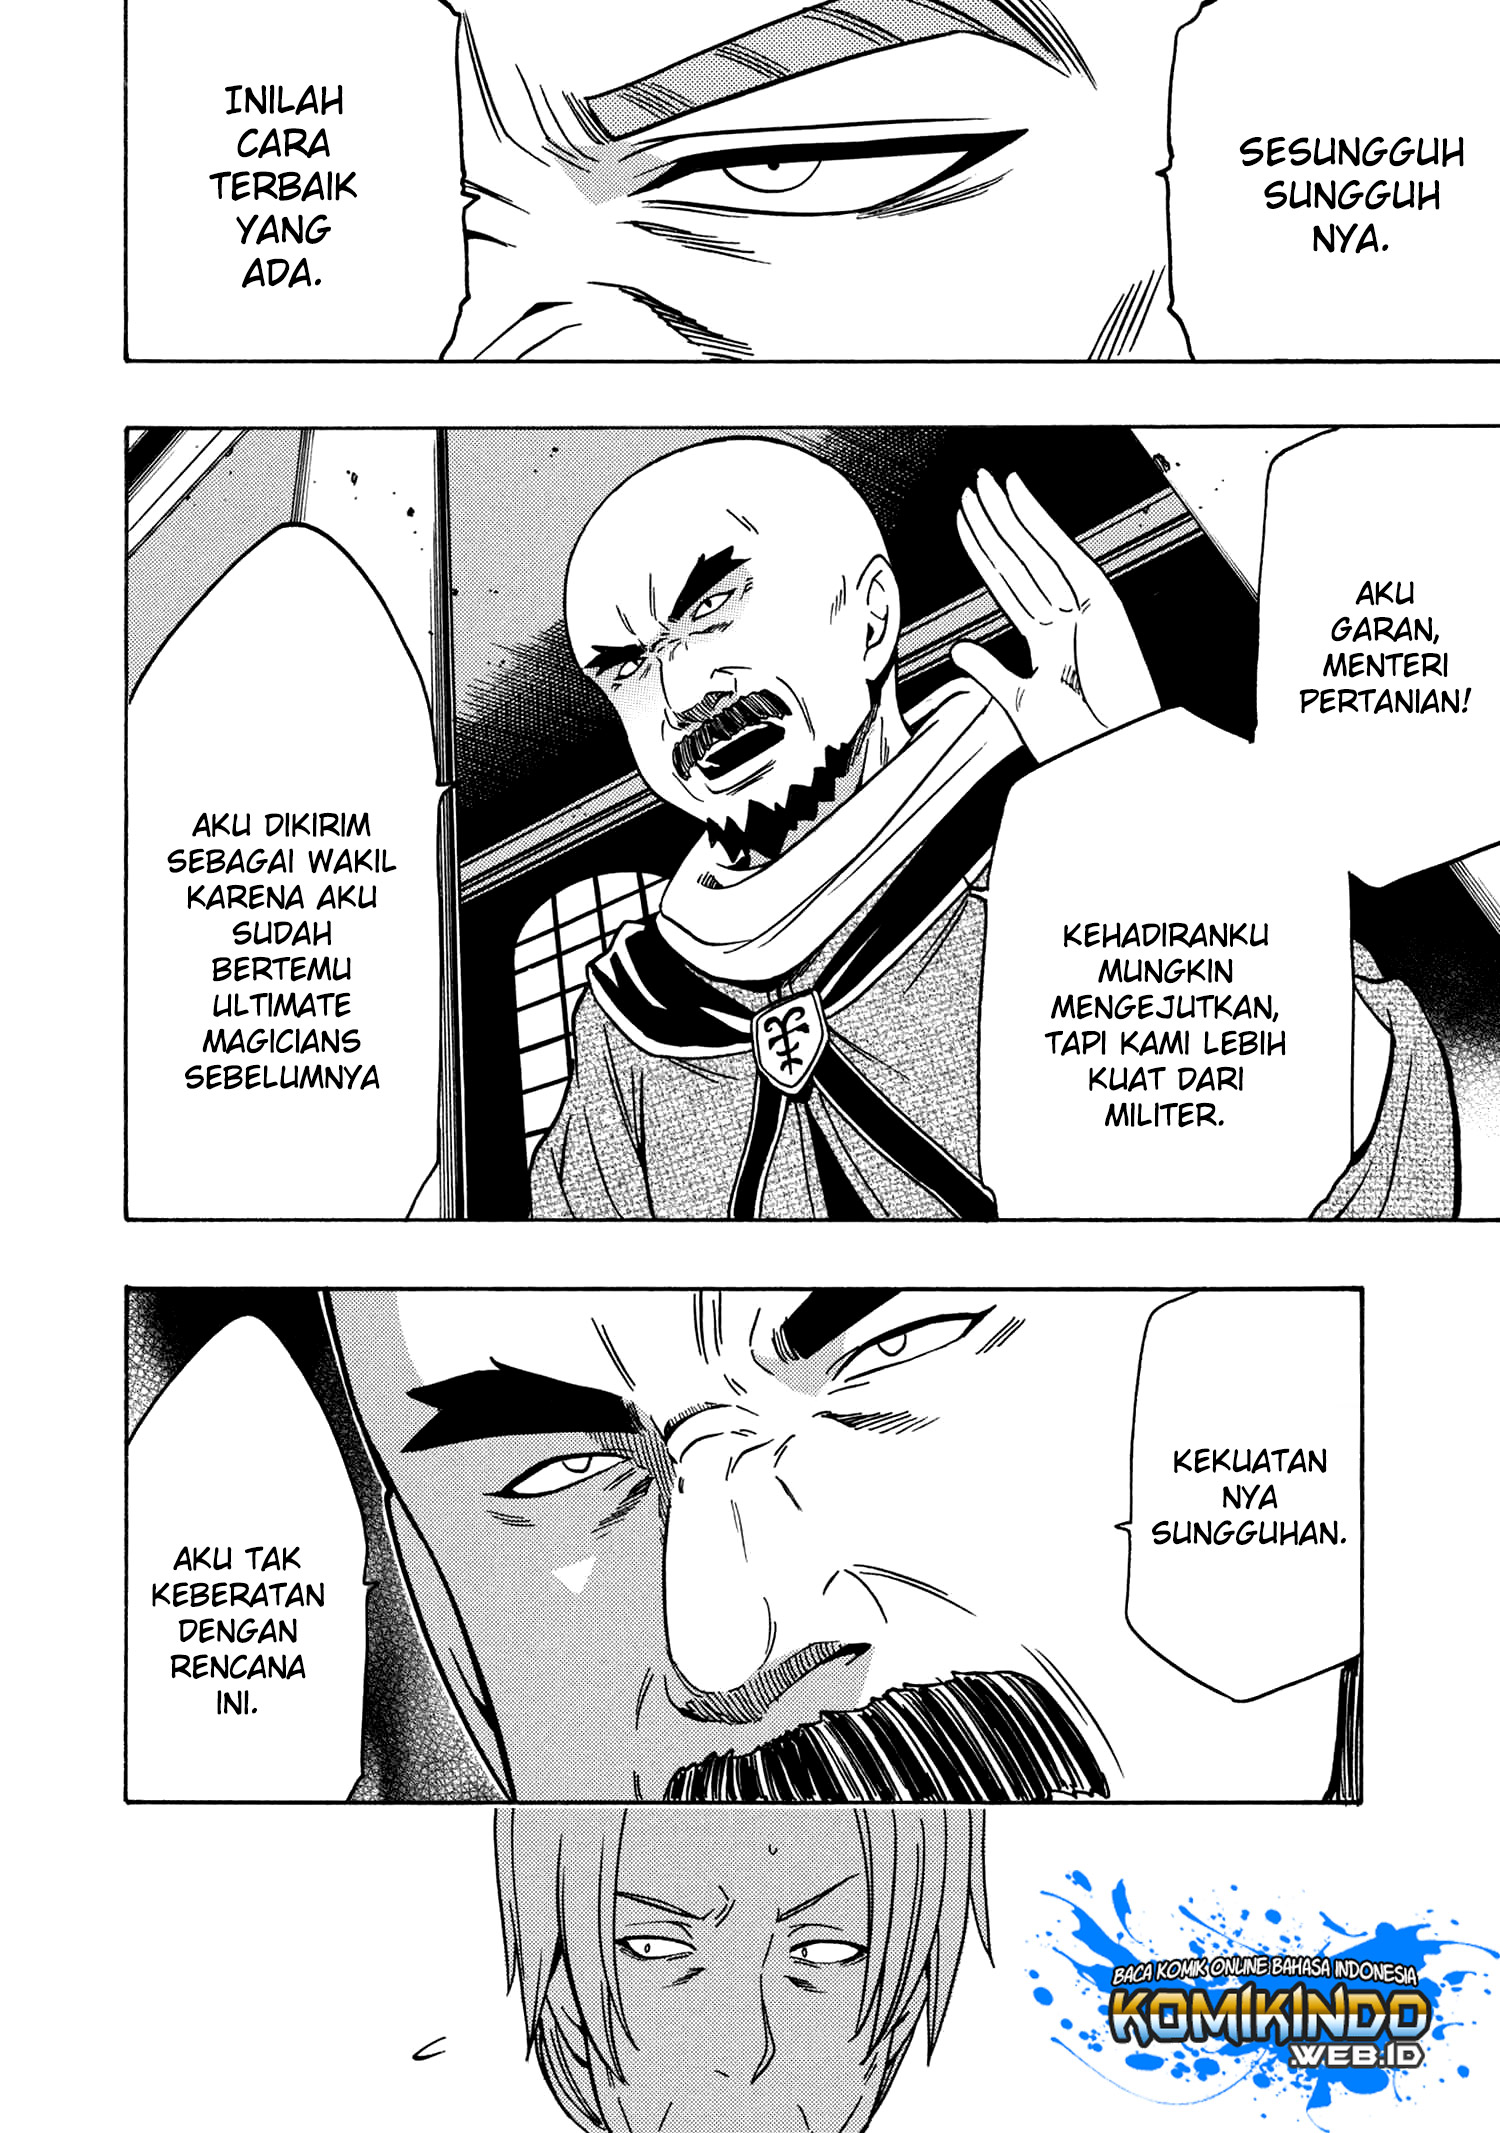 SESUNGGUH
SUNGGUH
NYA.
INILAH
CARA
TERBAIK
YANG
ADA.
AKU
GARAN,
MENTERI
PERTANIAN!
KEHADIRANKU
MUNGKIN
MENGEJUTKAN,
TAPI KAMI LEBIH
KUAT DARI
MILITER.
AKU DIKIRIM
SEBAGAI WAKIL
KARENA AKU
SUDAH
BERTEMU
ULTIMATE
MAGICIANS
SEBELUMNYA
KEKUATAN
NYA
SUNGGUHAN.
AKU TAK
KEBERATAN
DENGAN
RENCANA
INI.
BACA KOMIK ONLINE BAHASA INDONESIA
KOMIKINDO
.WEB.ID